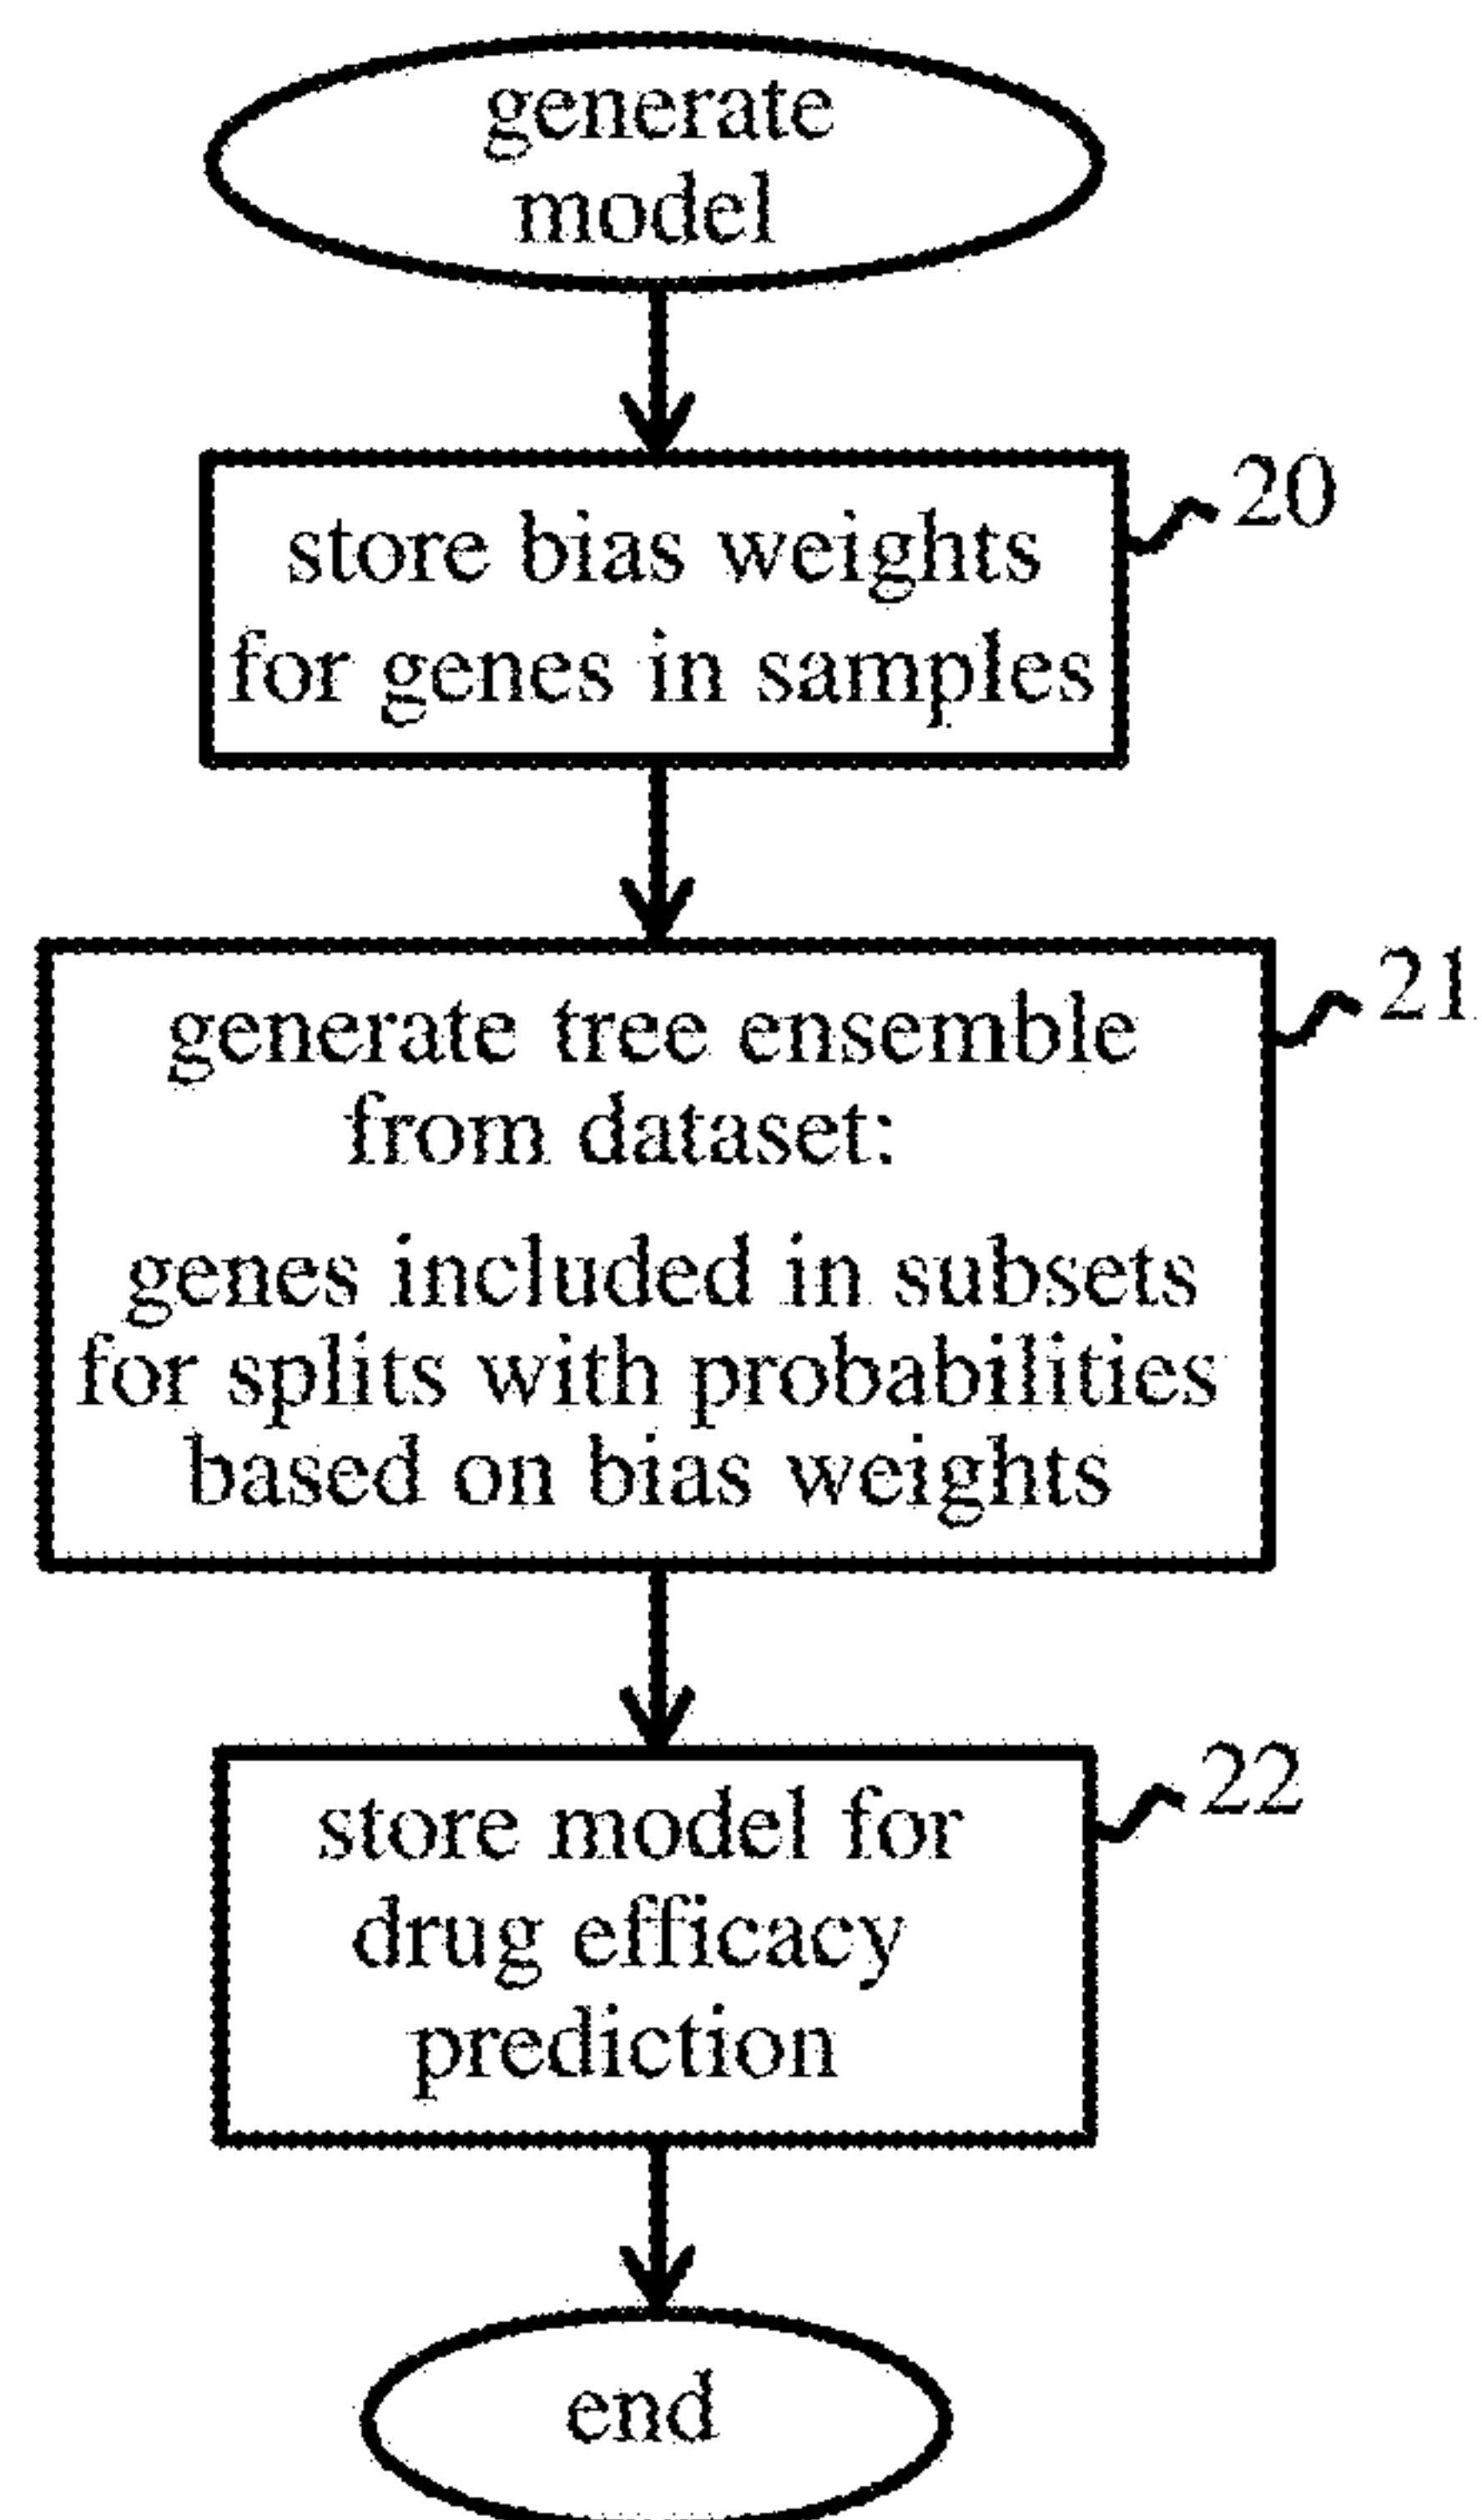 generate
model
store bias weights
for genes in samples
20
generate tree ensemble
from dataset:
genes included in subsets
for splits with probabilities
based on bias weights
21
store model for
drug efficacy
prediction
22
end